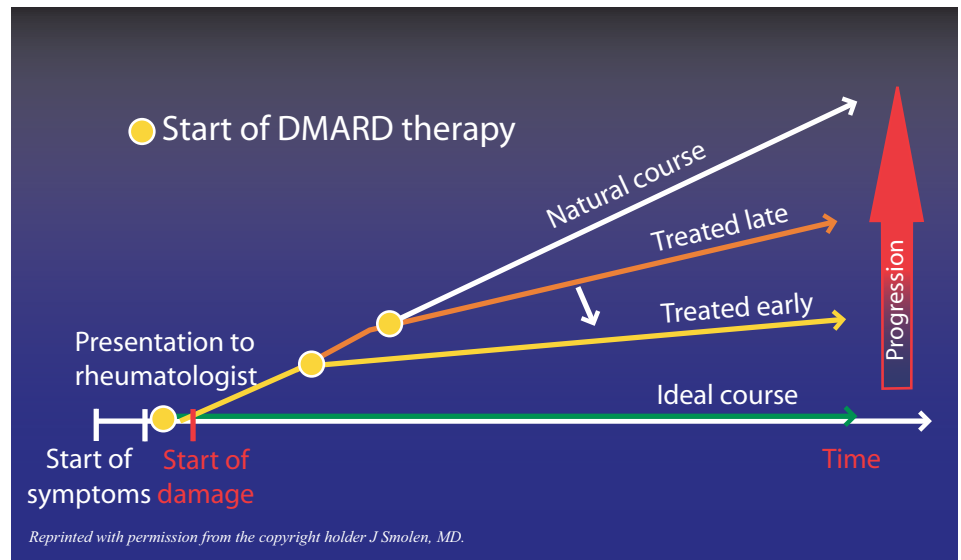 Start of DMARD therapy
Natural course
Treated late
Treated early
Progression
Presentation to
rheumatologist
Ideal course
Start of
symptoms
Start of
damage
Time
Reprinted with permission from the copyright holder J Smolen, MD.